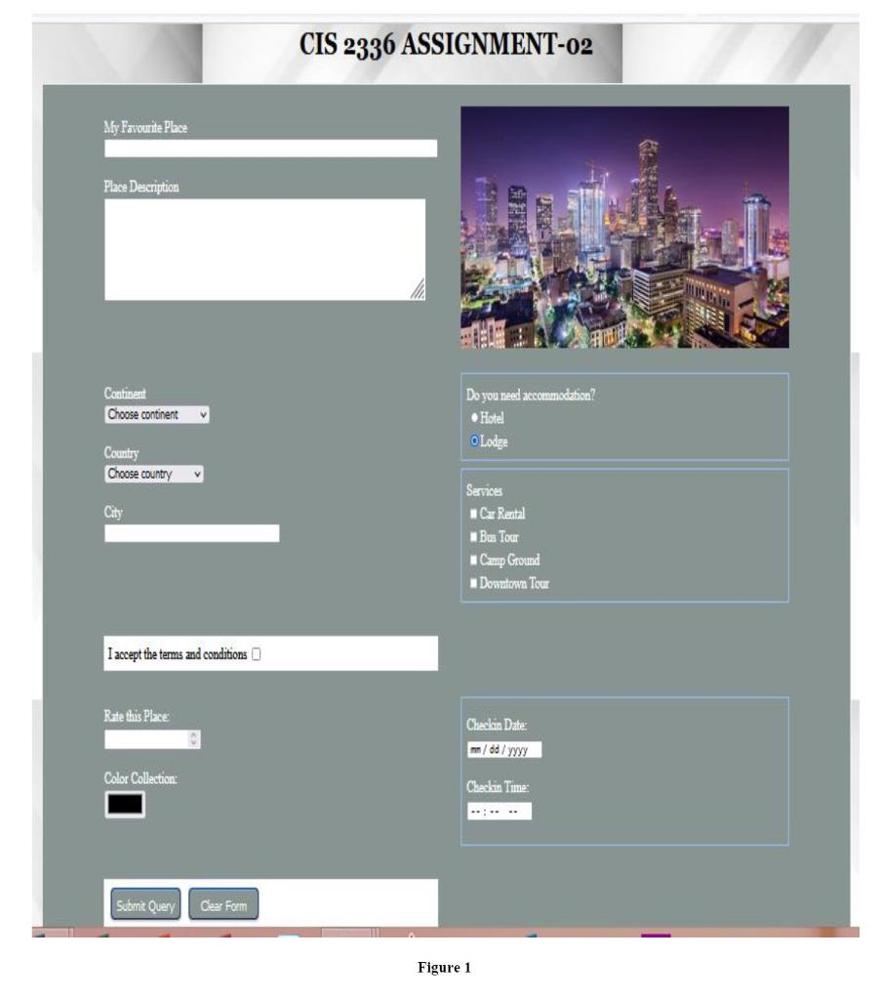 CIS 2336 ASSIGNMENT-02
My Favourite Place
Place Description
Continent
Choose continent
Country
Choose country
City
Do you need accommodation?
Hotel
Lodge
Services
Car Rental
Bus Tour
Camp Ground
Downtown Tour
I accept the terms and conditions
Rate this Place:
Color Collection:
Checkin Date:
mm / dd / yyyy
Checkin Time:
-- : -- --
Submit Query
Clear Form
Figure 1